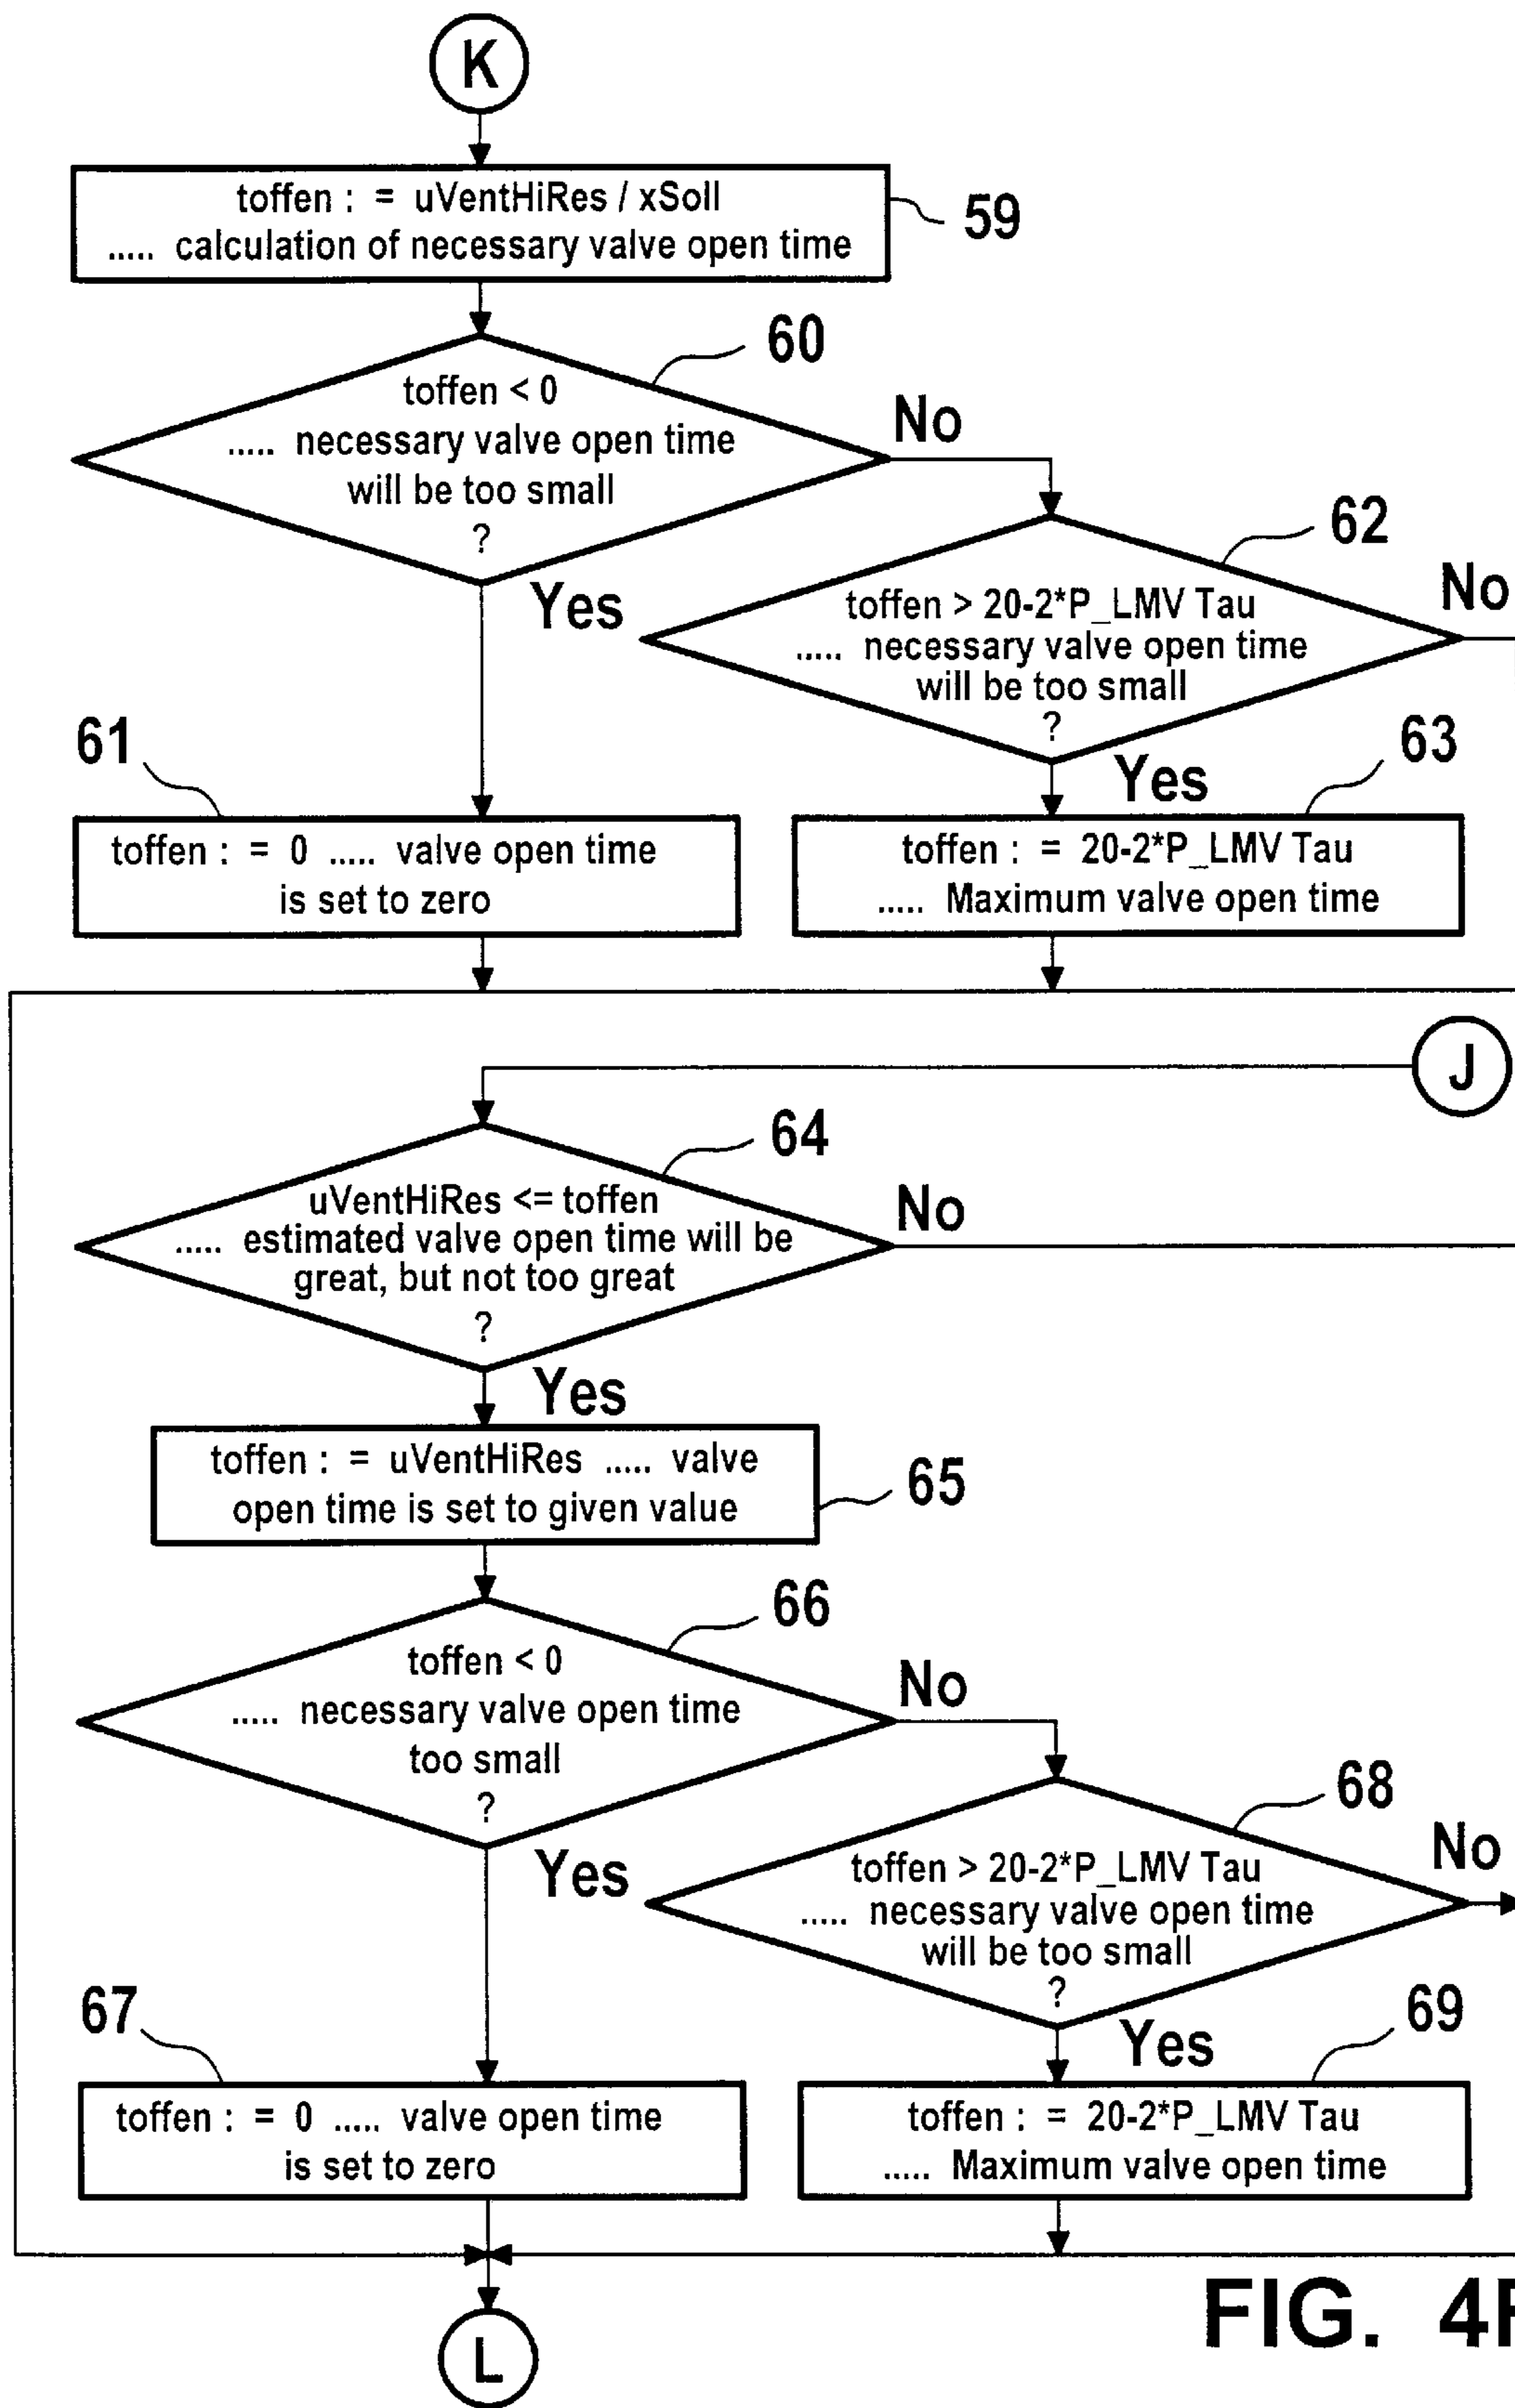 K
toffen : = uVentHiRes / xSoll
..... calculation of necessary valve open time
59
60
toffen < 0
..... necessary valve open time
will be too small
?
No
Yes
62
toffen > 20-2*P_LMV Tau
..... necessary valve open time
will be too small
?
No
Yes
61
toffen : = 0 ..... valve open time
is set to zero
63
toffen : = 20-2*P_LMV Tau
..... Maximum valve open time
J
64
uVentHiRes <= toffen
..... estimated valve open time will be
great, but not too great
?
No
Yes
toffen : = uVentHiRes ..... valve
open time is set to given value
65
66
toffen < 0
..... necessary valve open time
too small
?
No
Yes
68
toffen > 20-2*P_LMV Tau
..... necessary valve open time
will be too small
?
No
Yes
67
toffen : = 0 ..... valve open time
is set to zero
69
toffen : = 20-2*P_LMV Tau
..... Maximum valve open time
L
FIG.